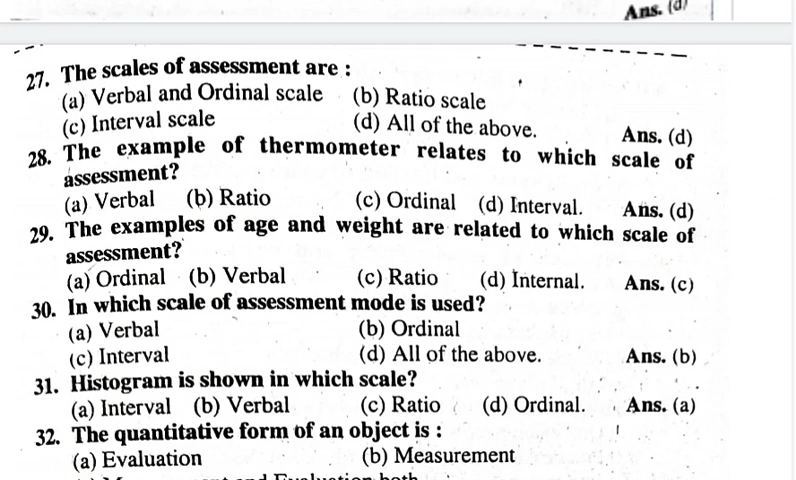 Ans. (d)
27. The scales of assessment are :
(a) Verbal and Ordinal scale (b) Ratio scale
(c) Interval scale (d) All of the above. Ans. (d)
28. The example of thermometer relates to which scale of
assessment?
(a) Verbal (b) Ratio (c) Ordinal (d) Interval. Ans. (d)
29. The examples of age and weight are related to which scale of
assessment?
(a) Ordinal (b) Verbal (c) Ratio (d) Internal. Ans. (c)
30. In which scale of assessment mode is used?
(a) Verbal (b) Ordinal
(c) Interval (d) All of the above. Ans. (b)
31. Histogram is shown in which scale?
(a) Interval (b) Verbal (c) Ratio (d) Ordinal. Ans. (a)
32. The quantitative form of an object is :
(a) Evaluation (b) Measurement
and Evaluation both